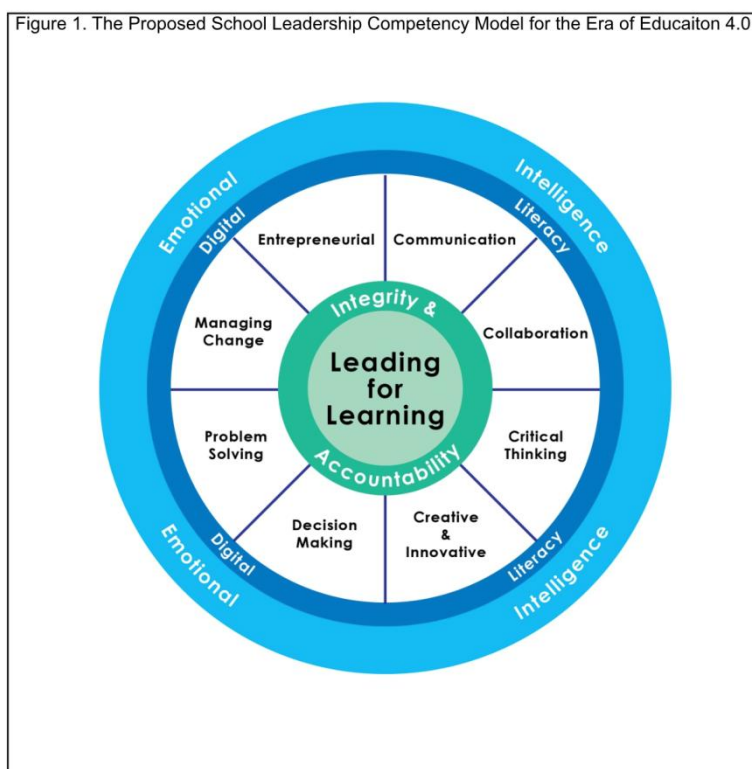 Figure 1. The Proposed School Leadership Competency Model for the Era of Educaiton 4.0
Emotional
Intelligence
Digital
Literacy
Entrepreneurial
Communication
Managing
Change
Collaboration
Integrity &
Leading
for
Learning
Accountability
Problem
Solving
Critical
Thinking
Decision
Making
Creative
&
Innovative
Digital
Literacy
Emotional
Intelligence